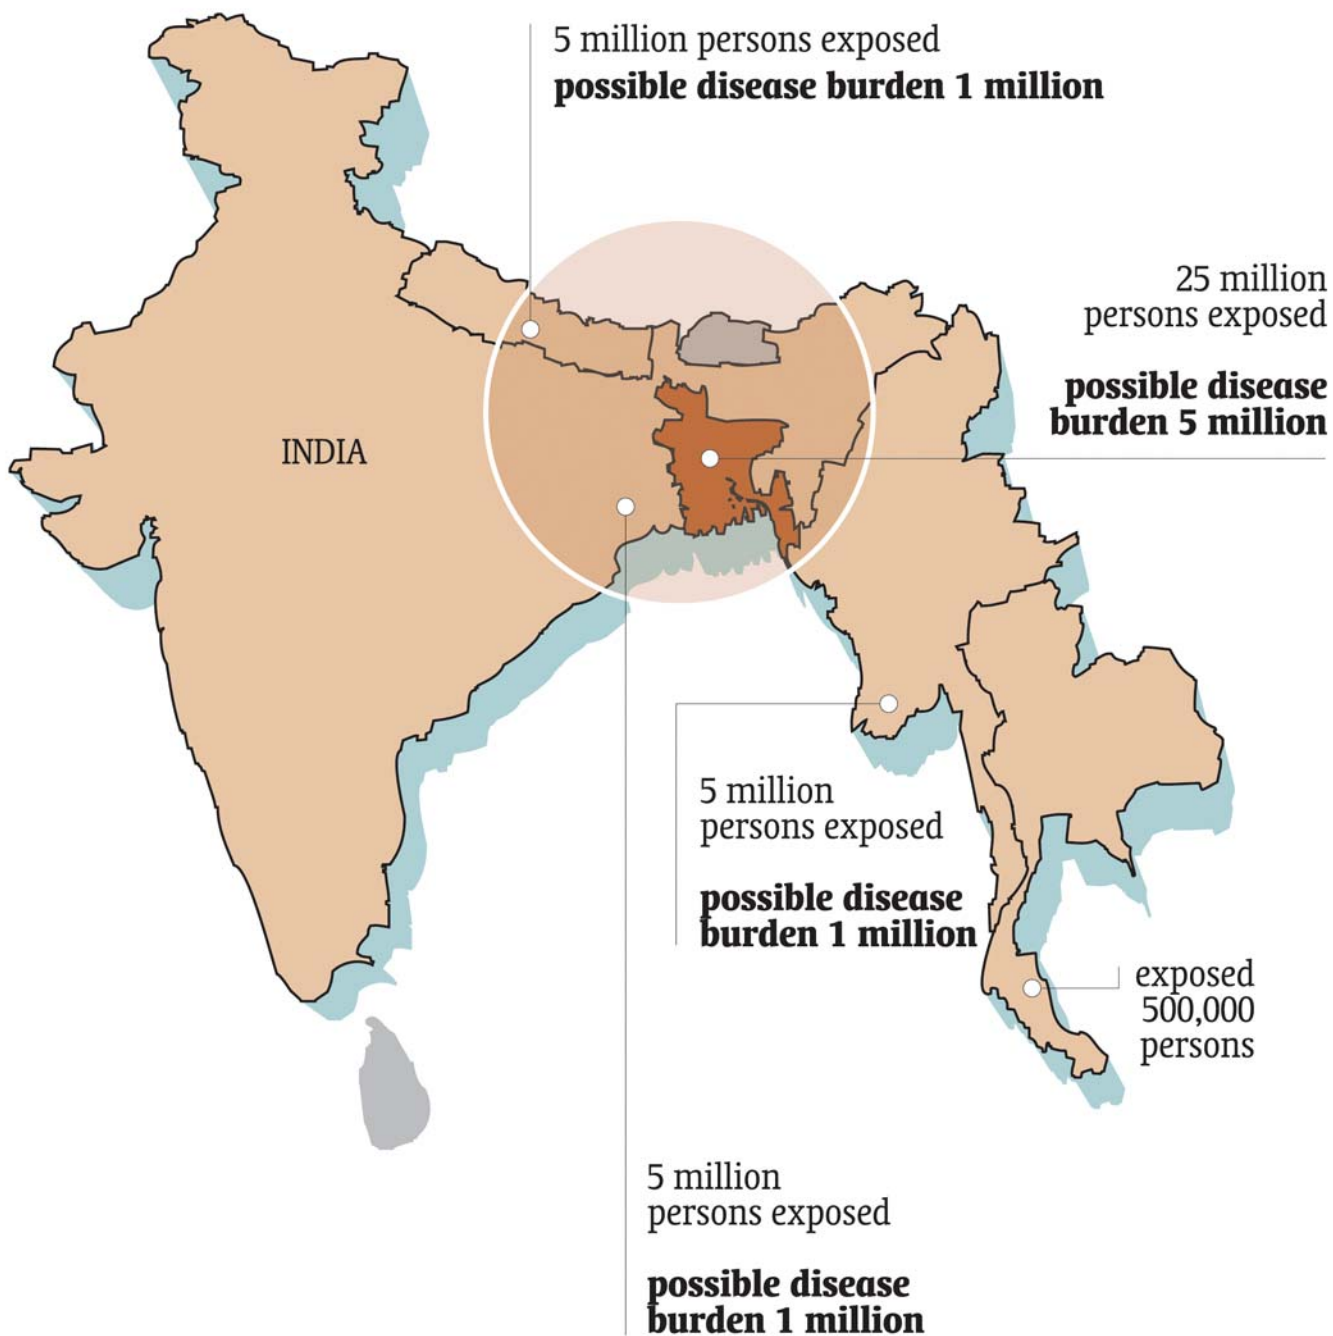 5 million persons exposed
possible disease burden 1 million
25 million
persons exposed
possible disease
burden 5 million
INDIA
5 million
persons exposed
possible disease
burden 1 million
exposed
500,000
persons
5 million
persons exposed
possible disease
burden 1 million